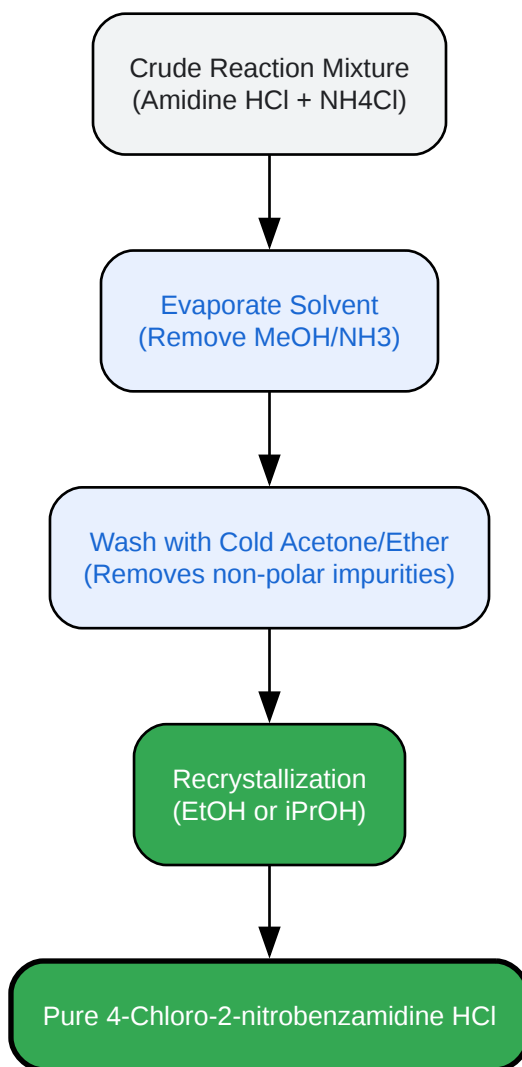 Crude Reaction Mixture
(Amidine HCl + NH4Cl)
Evaporate Solvent
(Remove MeOH/NH3)
Wash with Cold Acetone/Ether
(Removes non-polar impurities)
Recrystallization
(EtOH or iPrOH)
Pure 4-Chloro-2-nitrobenzamidine HCl